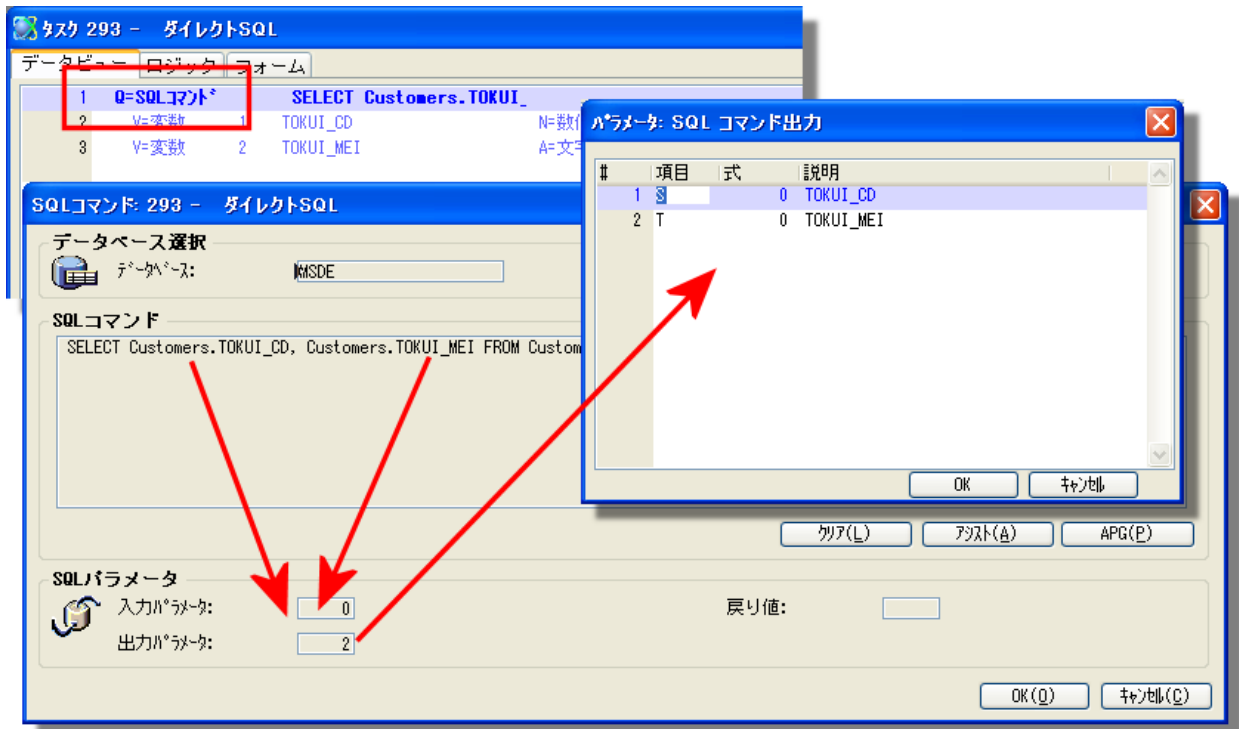 タスク 293 - ダイレクトSQL
データビュー ロジック フォーム
1 Q=SQLコマンド SELECT Customers.TOKUI_
2 V=変数 1 TOKUI_CD N=数
3 V=変数 2 TOKUI_MEI A=文
パラメータ: SQL コマンド出力
# 項目 式 説明
1 S 0 TOKUI_CD
2 T 0 TOKUI_MEI
OK キャンセル
SQLコマンド: 293 - ダイレクトSQL
データベース選択
データベース: MSDE
SQLコマンド
SELECT Customers.TOKUI_CD, Customers.TOKUI_MEI FROM Custom
クリア(L) アシスト(A) APG(P)
SQLパラメータ
入力パラメータ: 0 戻り値:
出力パラメータ: 2
OK(O) キャンセル(C)